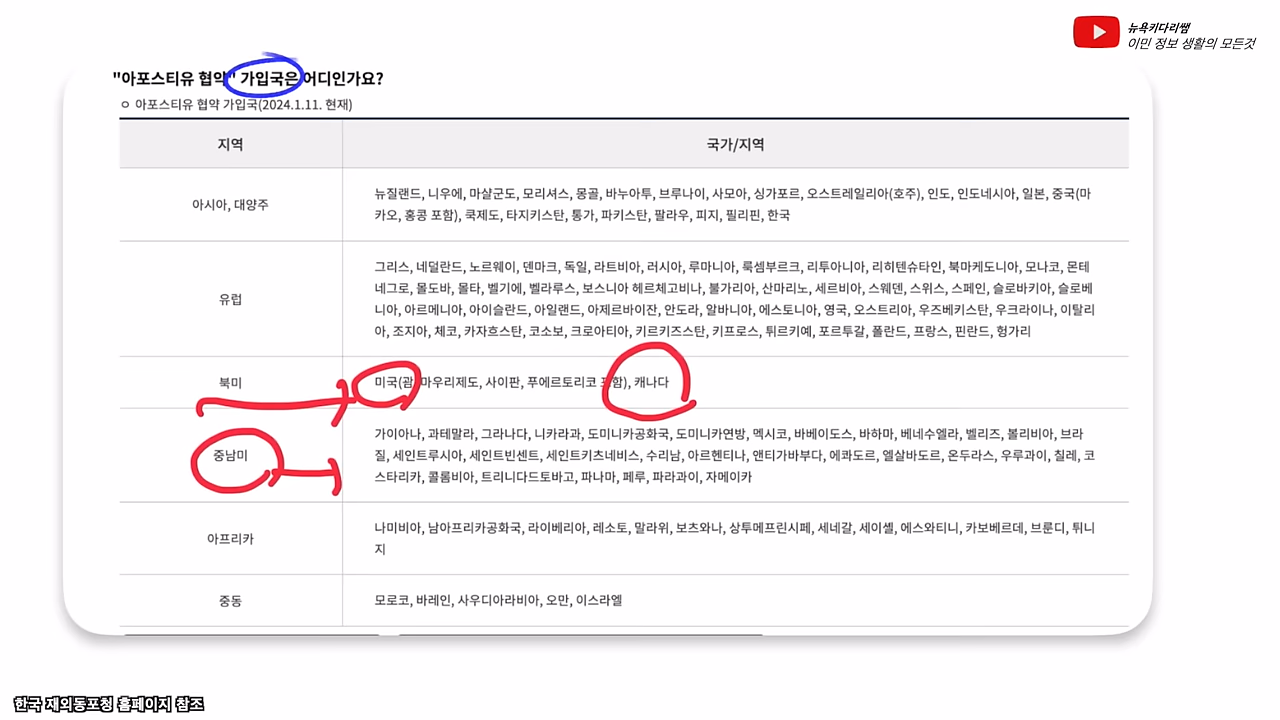 뉴욕키다리쌤
이민 정보 생활의 모든것
"아포스티유 협약" 가입국은 어디인가요?
ㅇ 아포스티유 협약 가입국(2024.1.11. 현재)
지역 국가/지역
아시아, 대양주
뉴질랜드, 니우에, 마샬군도, 모리셔스, 몽골, 바누아투, 브루나이, 사모아, 싱가포르, 오스트레일리아(호주), 인도, 인도네시아, 일본, 중국(마
카오, 홍콩 포함), 쿡제도, 타지키스탄, 통가, 파키스탄, 팔라우, 피지, 필리핀, 한국
유럽
그리스, 네덜란드, 노르웨이, 덴마크, 독일, 라트비아, 러시아, 루마니아, 룩셈부르크, 리투아니아, 리히텐슈타인, 북마케도니아, 모나코, 몬테
네그로, 몰도바, 몰타, 벨기에, 벨라루스, 보스니아 헤르체고비나, 불가리아, 산마리노, 세르비아, 스웨덴, 스위스, 스페인, 슬로바키아, 슬로베
니아, 아르메니아, 아이슬란드, 아일랜드, 아제르바이잔, 안도라, 알바니아, 에스토니아, 영국, 오스트리아, 우즈베키스탄, 우크라이나, 이탈리
아, 조지아, 체코, 카자흐스탄, 코소보, 크로아티아, 키르키즈스탄, 키프로스, 튀르키예, 포르투갈, 폴란드, 프랑스, 핀란드, 헝가리
북미
미국(괌, 마우리제도, 사이판, 푸에르토리코 포함), 캐나다
중남미
가이아나, 과테말라, 그라나다, 니카라과, 도미니카공화국, 도미니카연방, 멕시코, 바베이도스, 바하마, 베네수엘라, 벨리즈, 볼리비아, 브라
질, 세인트루시아, 세인트빈센트, 세인트키츠네비스, 수리남, 아르헨티나, 앤티가바부다, 에콰도르, 엘살바도르, 온두라스, 우루과이, 칠레, 코
스타리카, 콜롬비아, 트리니다드토바고, 파나마, 페루, 파라과이, 자메이카
아프리카
나미비아, 남아프리카공화국, 라이베리아, 레소토, 말라위, 보츠와나, 상투메프린시페, 세네갈, 세이셸, 에스와티니, 카보베르데, 브룬디, 튀니
지
중동
모로코, 바레인, 사우디아라비아, 오만, 이스라엘
한국 재외동포청 홈페이지 참조